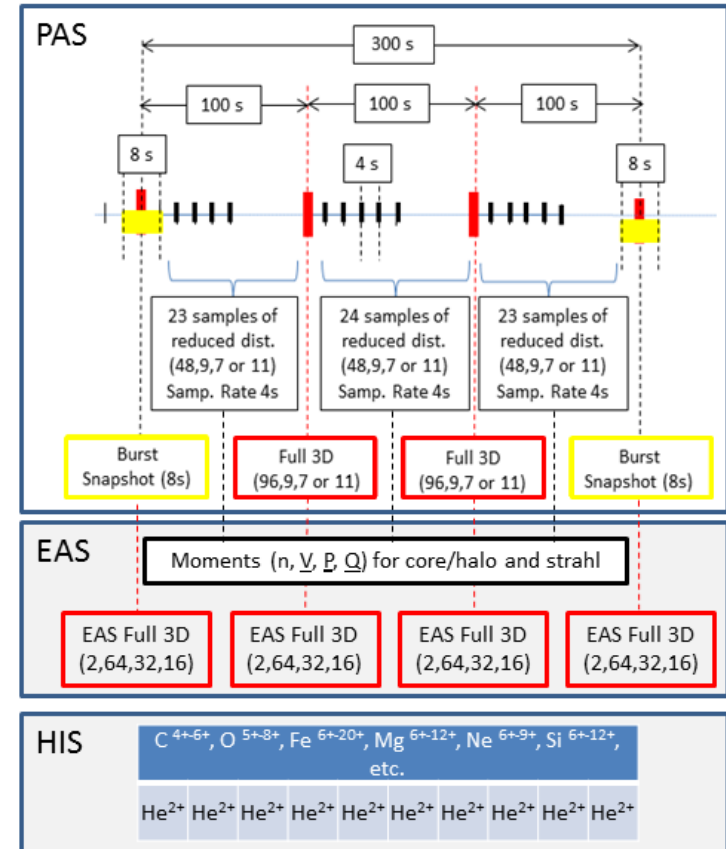 PAS
300 s
100 s
100 s
100 s
8 s
4 s
8 s
23 samples of
reduced dist.
(48,9,7 or 11)
Samp. Rate 4s
24 samples of
reduced dist.
(48,9,7 or 11)
Samp. Rate 4s
23 samples of
reduced dist.
(48,9,7 or 11)
Samp. Rate 4s
Burst
Snapshot (8s)
Full 3D
(96,9,7 or 11)
Full 3D
(96,9,7 or 11)
Burst
Snapshot (8s)
EAS
Moments (n, V, P, Q) for core/halo and strahl
EAS Full 3D
(2,64,32,16)
EAS Full 3D
(2,64,32,16)
EAS Full 3D
(2,64,32,16)
EAS Full 3D
(2,64,32,16)
HIS
C 4+-6+, O 5+-8+, Fe 6+-20+, Mg 6+-12+, Ne 6+-9+, Si 6+-12+,
etc.
He2+ He2+ He2+ He2+ He2+ He2+ He2+ He2+ He2+ He2+